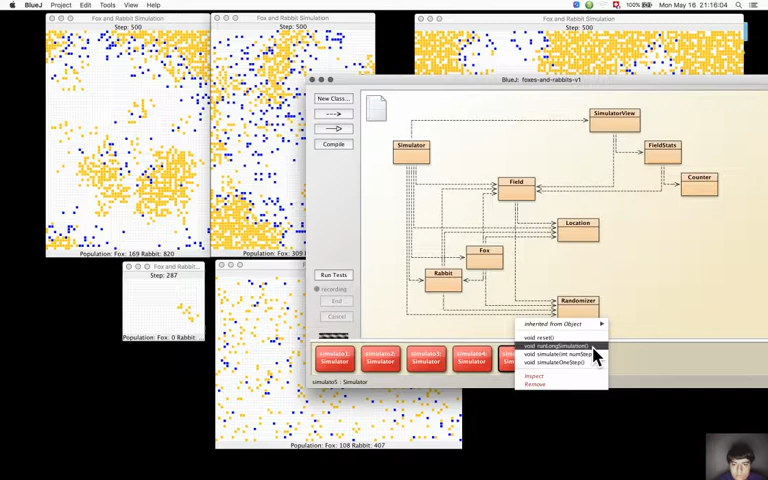 BlueJ Project Edit Tools View Help
100% Mon May 16 21:16:04
Fox and Rabbit Simulation
Step: 500
Fox and Rabbit Simulation
Step: 500
Fox and Rabbit Simulation
Step: 500
Population: Fox: 169 Rabbit: 820
Population: Fox: 309
Fox and Rabbit...
Step: 287
Population: Fox: 0 Rabbit:
Population: Fox: 108 Rabbit: 407
BlueJ: foxes-and-rabbits-v1
New Class...
Compile
Simulator
SimulatorView
FieldStats
Counter
Field
Location
Fox
Rabbit
Randomizer
Run Tests
recording
End
Cancel
inherited from Object
void reset()
void runLongSimulation()
void simulate(int numStep
void simulateOneStep()
Inspect
Remove
simulato1:
Simulator
simulato2:
Simulator
simulato3:
Simulator
simulato4:
Simulator
simulato5 : Simulator